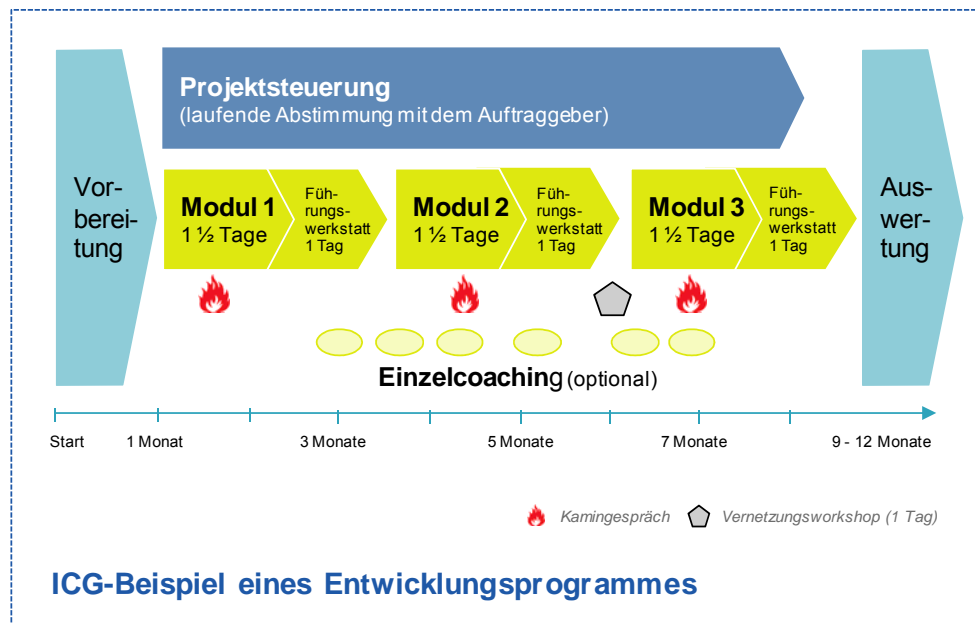 Projektsteuerung
(laufende Abstimmung mit dem Auftraggeber)
Vor-
bereitung
Modul 1
1 ½ Tage
Füh-
rungs-
werkstatt
1 Tag
Modul 2
1 ½ Tage
Füh-
rungs-
werkstatt
1 Tag
Modul 3
1 ½ Tage
Füh-
rungs-
werkstatt
1 Tag
Aus-
wer-
tung
Einzelcoaching (optional)
Start
1 Monat
3 Monate
5 Monate
7 Monate
9 - 12 Monate
Kamingespräch
Vernetzungsworkshop (1 Tag)
ICG-Beispiel eines Entwicklungsprogrammes